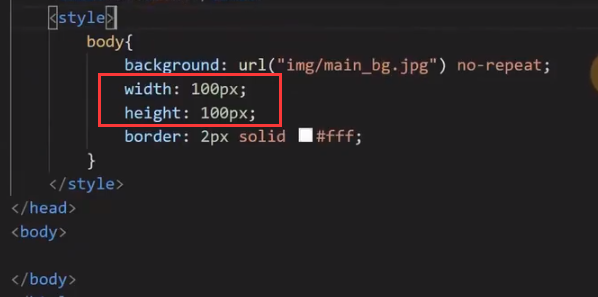 <style>
body{
background: url("img/main_bg.jpg") no-repeat;
width: 100px;
height: 100px;
border: 2px solid #fff;
}
</style>
</head>
<body>
</body>